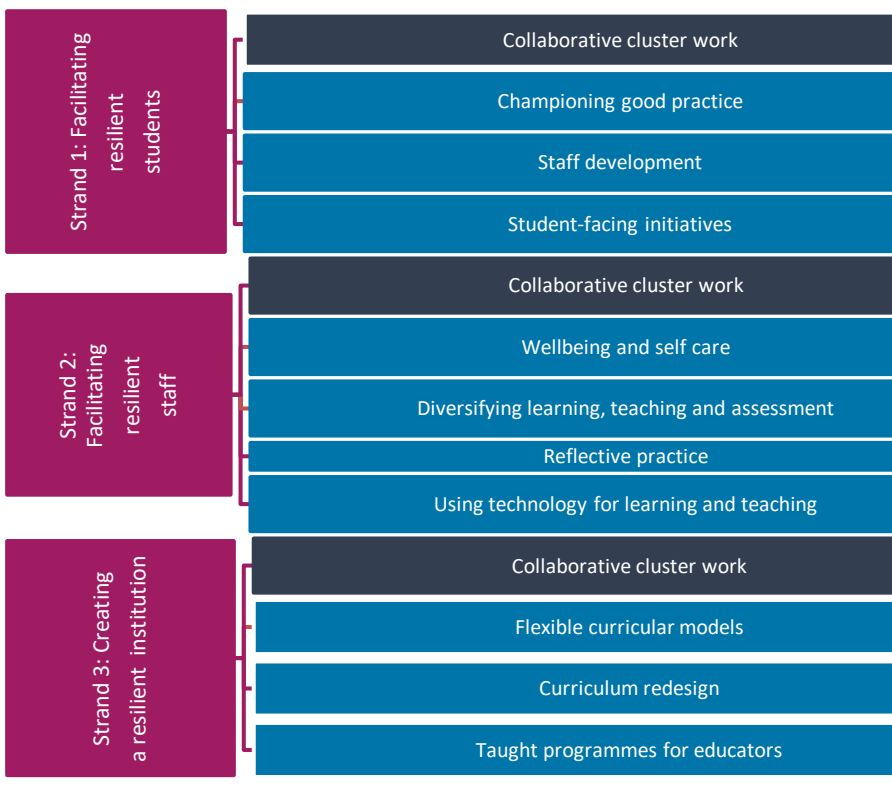 Strand 1: Facilitating
resilient
students
Collaborative cluster work
Championing good practice
Staff development
Student-facing initiatives
Strand 2:
Facilitating
resilient
staff
Collaborative cluster work
Wellbeing and self care
Diversifying learning, teaching and assessment
Reflective practice
Using technology for learning and teaching
Strand 3: Creating
a resilient institution
Collaborative cluster work
Flexible curricular models
Curriculum redesign
Taught programmes for educators